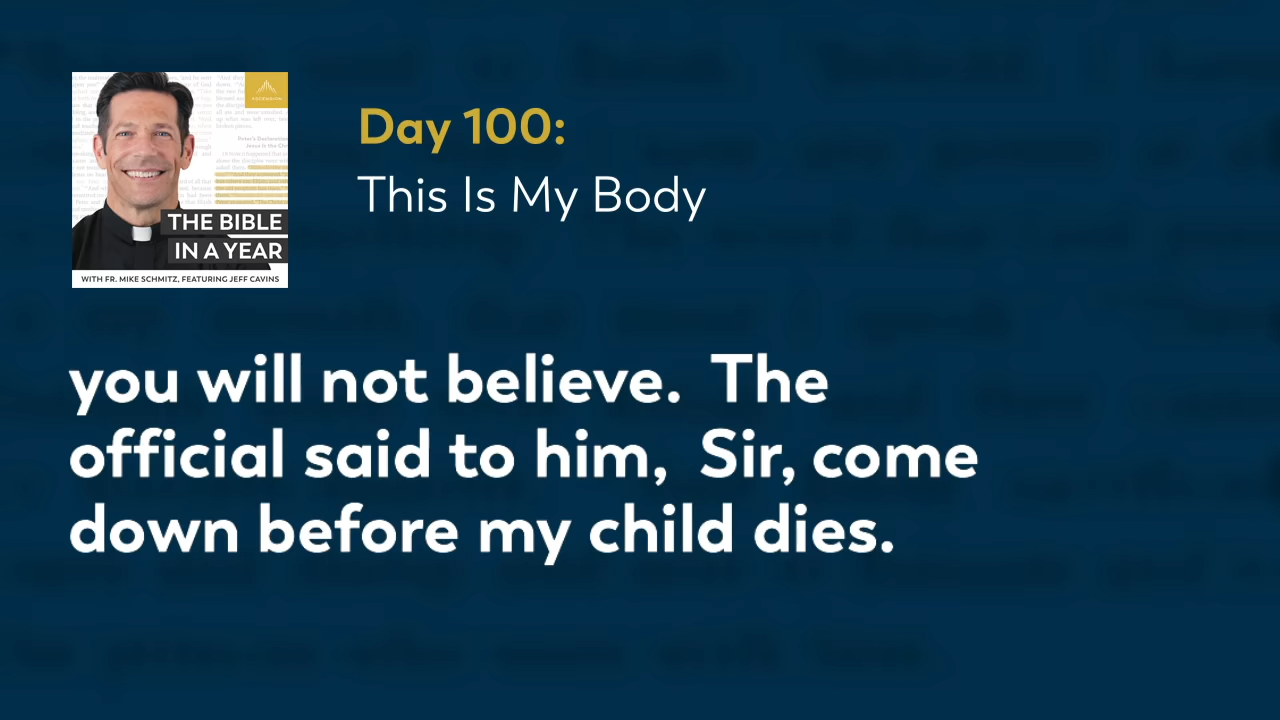 Day 100:
This Is My Body
THE BIBLE
IN A YEAR
WITH FR. MIKE SCHMITZ, FEATURING JEFF CAVINS
you will not believe. The
official said to him, Sir, come
down before my child dies.